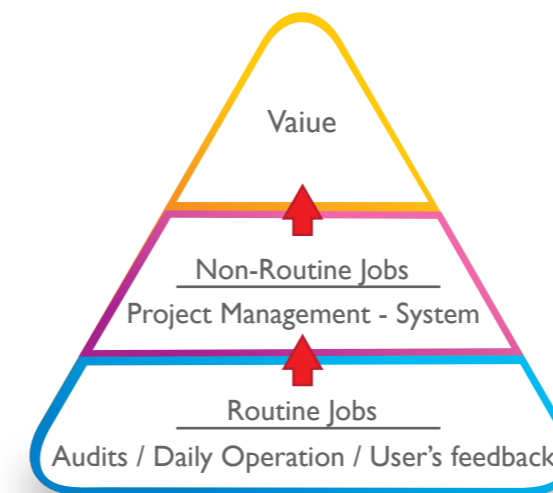 Vaiue
Non-Routine Jobs
Project Management - System
Routine Jobs
Audits / Daily Operation / User's feedback